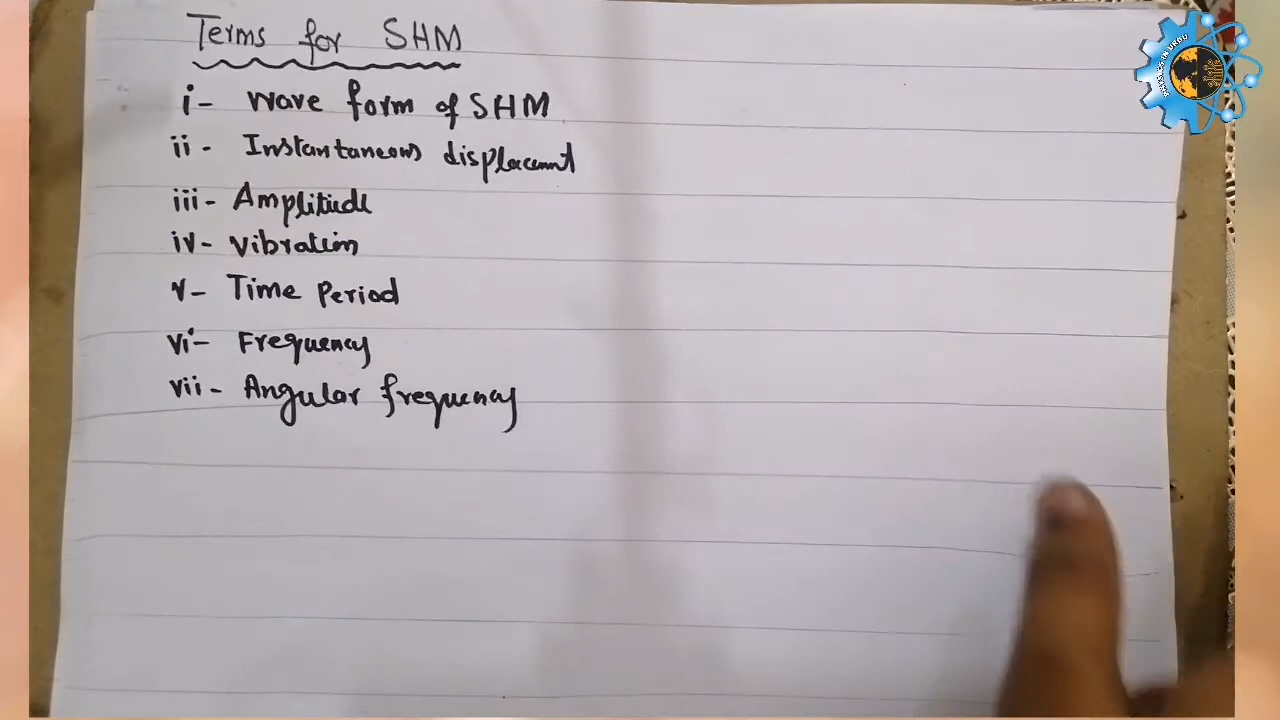 Terms for SHM
i- Wave form of SHM
ii- Instantaneous displacement
iii- Amplitude
iv- Vibration
v- Time Period
vi- Frequency
vii- Angular frequency